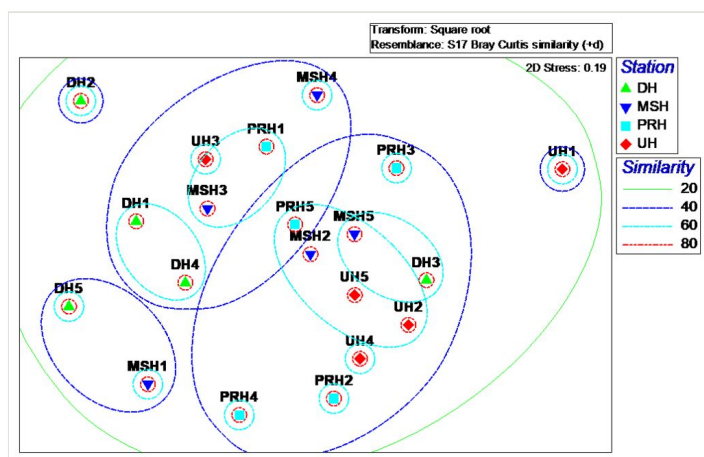 Transform: Square root
Resemblance: S17 Bray Curtis similarity (+d)
2D Stress: 0.19
Station
DH
MSH
PRH
UH
Similarity
20
40
60
80
DH2
MSH4
UH3
PRH1
PRH3
UH1
MSH3
DH1
PRH5
MSH5
MSH2
DH4
DH3
DH5
UH5
UH2
UH4
MSH1
PRH2
PRH4